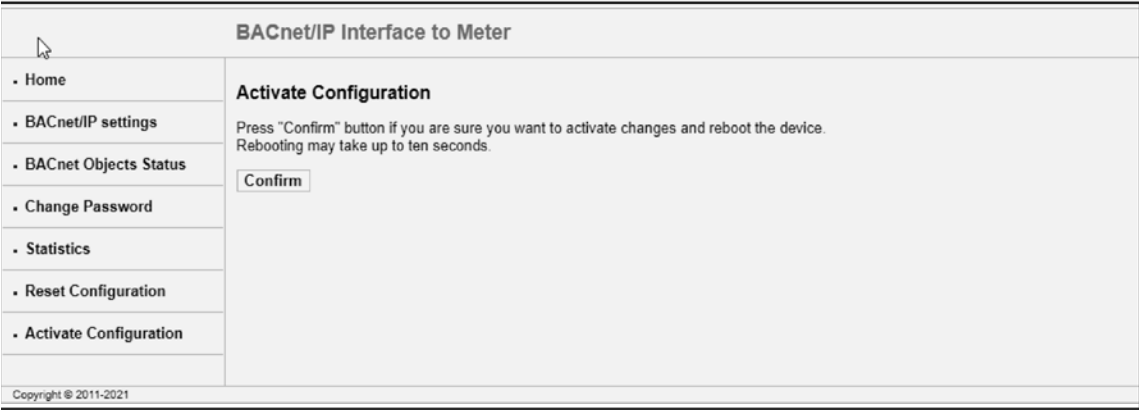 BACnet/IP Interface to Meter
Home
BACnet/IP settings
BACnet Objects Status
Change Password
Statistics
Reset Configuration
Activate Configuration
Activate Configuration
Press "Confirm" button if you are sure you want to activate changes and reboot the device.
Rebooting may take up to ten seconds.
Confirm
Copyright © 2011-2021